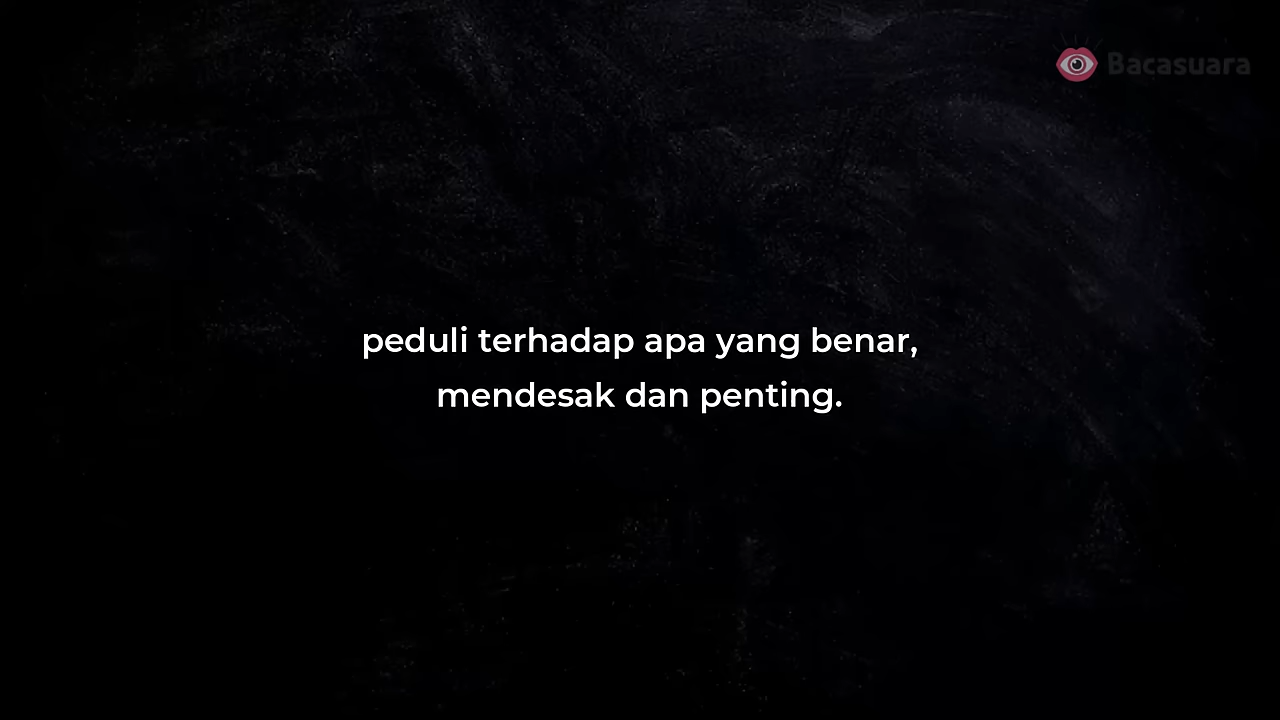 Bacasuara
peduli terhadap apa yang benar,
mendesak dan penting.